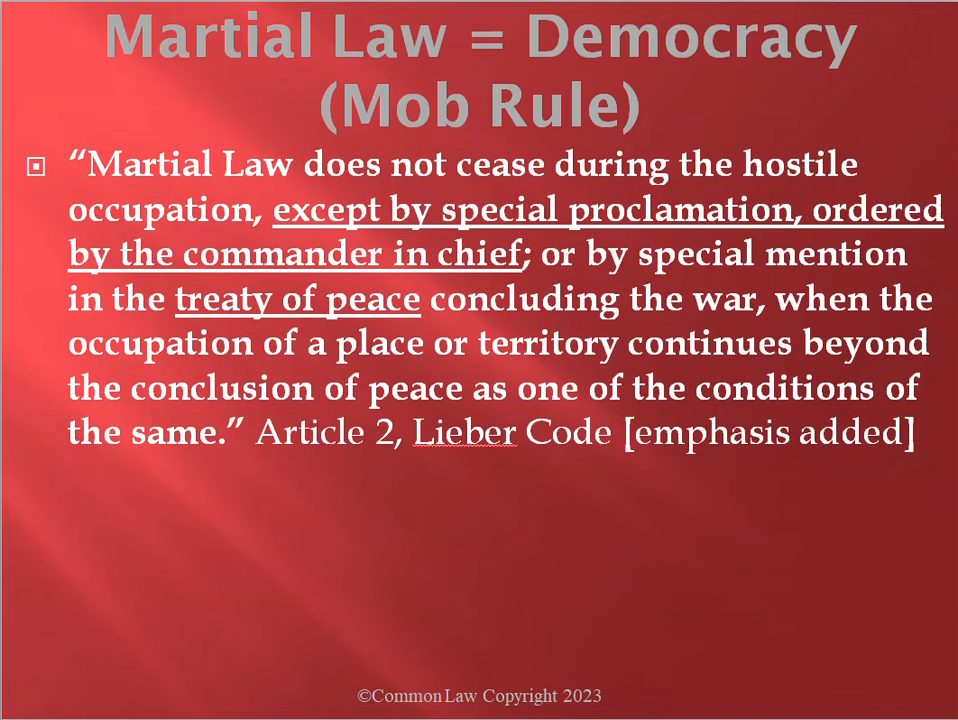 Martial Law = Democracy
(Mob Rule)
“Martial Law does not cease during the hostile
occupation, except by special proclamation, ordered
by the commander in chief; or by special mention
in the treaty of peace concluding the war, when the
occupation of a place or territory continues beyond
the conclusion of peace as one of the conditions of
the same.” Article 2, Lieber Code [emphasis added]
©CommonLaw Copyright 2023